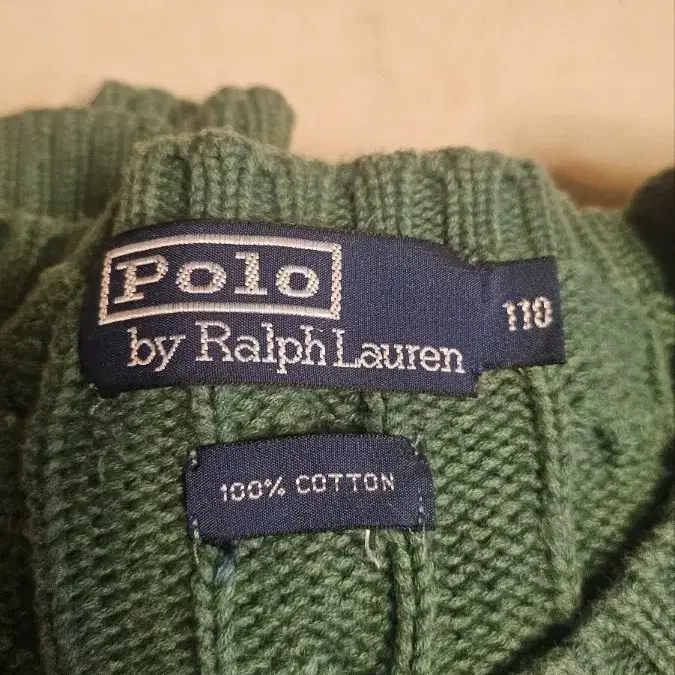 Polo
by Ralph Lauren
110
100% COTTON